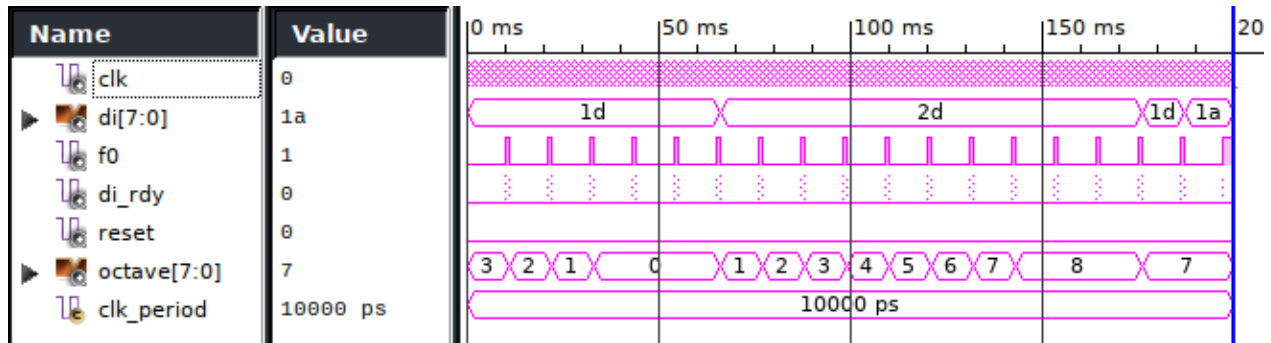 Name Value 0 ms 50 ms 100 ms 150 ms 20
clk 0
di[7:0] 1a 1d 2d 1d 1a
f0 1
di_rdy 0
reset 0
octave[7:0] 7 3 2 1 0 1 2 3 4 5 6 7 8 7
clk_period 10000 ps 10000 ps